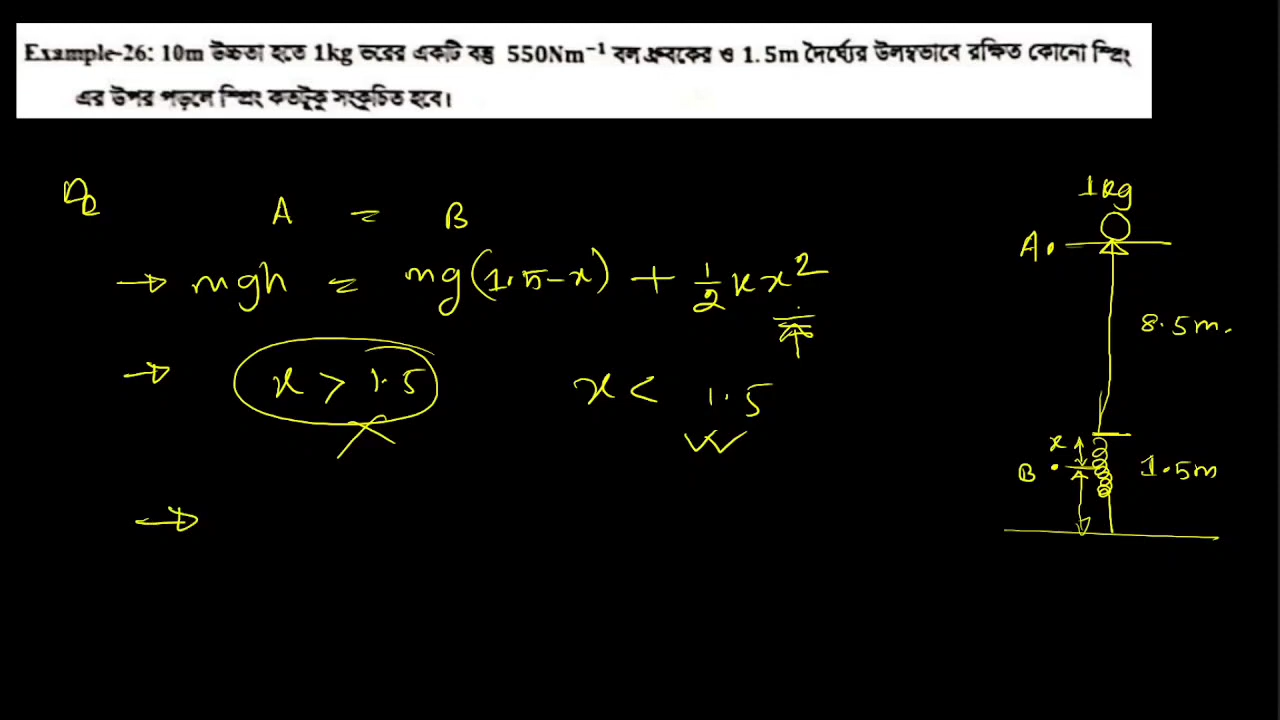 Example-26: 10m উচ্চতা হতে 1kg ভরের একটি বস্তু 550Nm⁻¹ বল ধ্রুবকের ও 1.5m দৈর্ঘ্যের উলম্বভাবে রক্ষিত কোনো স্প্রিং
এর উপর পড়লে স্প্রিং কতটুকু সংকুচিত হবে।
1kg
A = B
A.
→ mgh = mg(1.5-x) + 1/2 kx²
8.5m.
→ x > 1.5 x < 1.5
x
B
1.5m
→